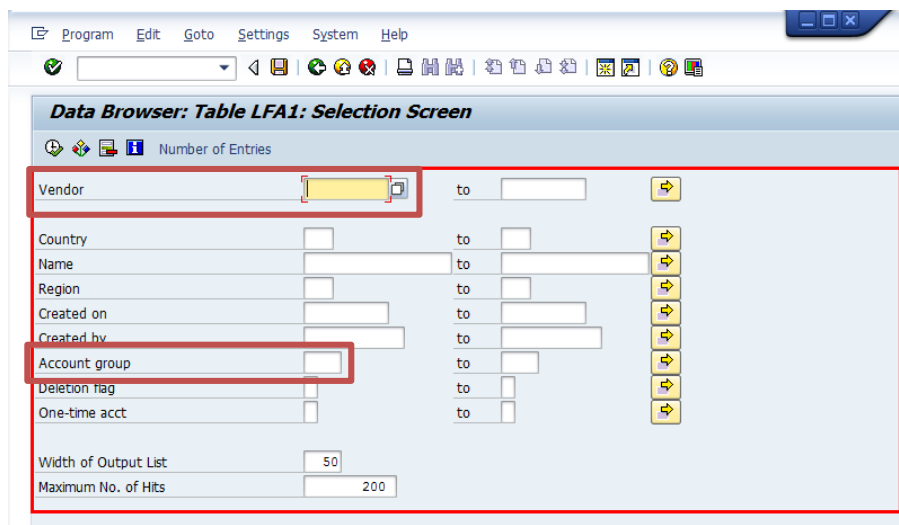 Program Edit Goto Settings System Help
Data Browser: Table LFA1: Selection Screen
Number of Entries
Vendor to
Country to
Name to
Region to
Created on to
Created by to
Account group to
Deletion flag to
One-time acct to
Width of Output List 50
Maximum No. of Hits 200